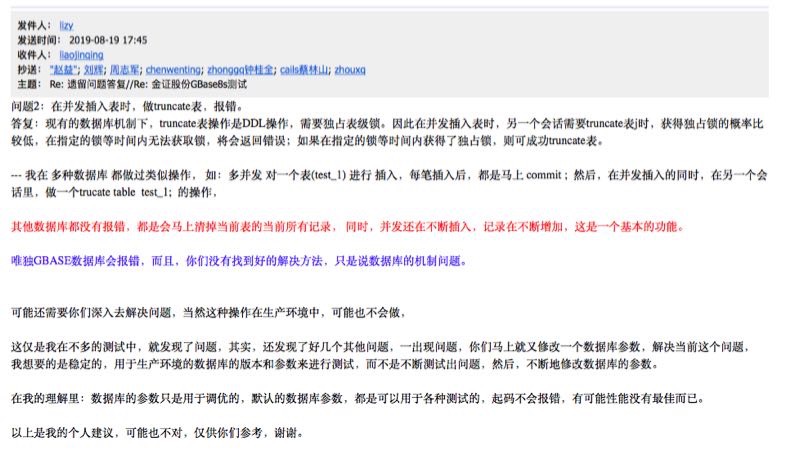 发件人： lizy
发送时间： 2019-08-19 17:45
收件人： liaojinqing
抄送： "赵益"; 刘辉; 周志军; chenwenting; zhonggq钟桂全; cails蔡林山; zhouxq
主题： Re: 遗留问题答复//Re: 金证股份GBase8s测试
问题2：在并发插入表时，做truncate表，报错。
答复：现有的数据库机制下，truncate表操作是DDL操作，需要独占表级锁。因此在并发插入表时，另一个会话需要truncate表j时，获得独占锁的概率比
较低，在指定的锁等时间内无法获取锁，将会返回错误；如果在指定的锁等时间内获得了独占锁，则可成功truncate表。
--- 我在 多种数据库 都做过类似操作， 如：多并发 对一个表(test_1) 进行 插入，每笔插入后，都是马上 commit ; 然后，在并发插入的同时，在另一个会
话里，做一个trucate table  test_1; 的操作，
其他数据库都没有报错，都是会马上清掉当前表的当前所有记录， 同时，并发还在不断插入，记录在不断增加，这是一个基本的功能。
唯独GBASE数据库会报错，而且，你们没有找到好的解决方法，只是说数据库的机制问题。
可能还需要你们深入去解决问题，当然这种操作在生产环境中，可能也不会做，
这仅是我在不多的测试中，就发现了问题，其实，还发现了好几个其他问题，一出现问题，你们马上就又修改一个数据库参数，解决当前这个问题，
我想要的是稳定的，用于生产环境的数据库的版本和参数来进行测试，而不是不断测试出问题，然后，不断地修改数据库的参数。
在我的理解里：数据库的参数只是用于调优的，默认的数据库参数，都是可以用于各种测试的，起码不会报错，有可能性能没有最佳而已。
以上是我的个人建议，可能也不对，仅供你们参考，谢谢。